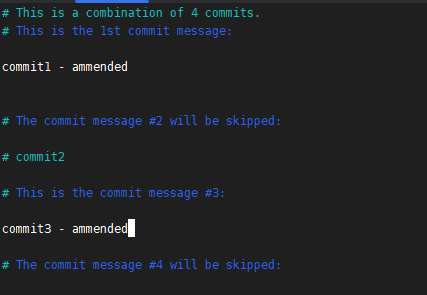 # This is a combination of 4 commits.
# This is the 1st commit message:
commit1 - ammended
# The commit message #2 will be skipped:
# commit2
# This is the commit message #3:
commit3 - ammended
# The commit message #4 will be skipped: